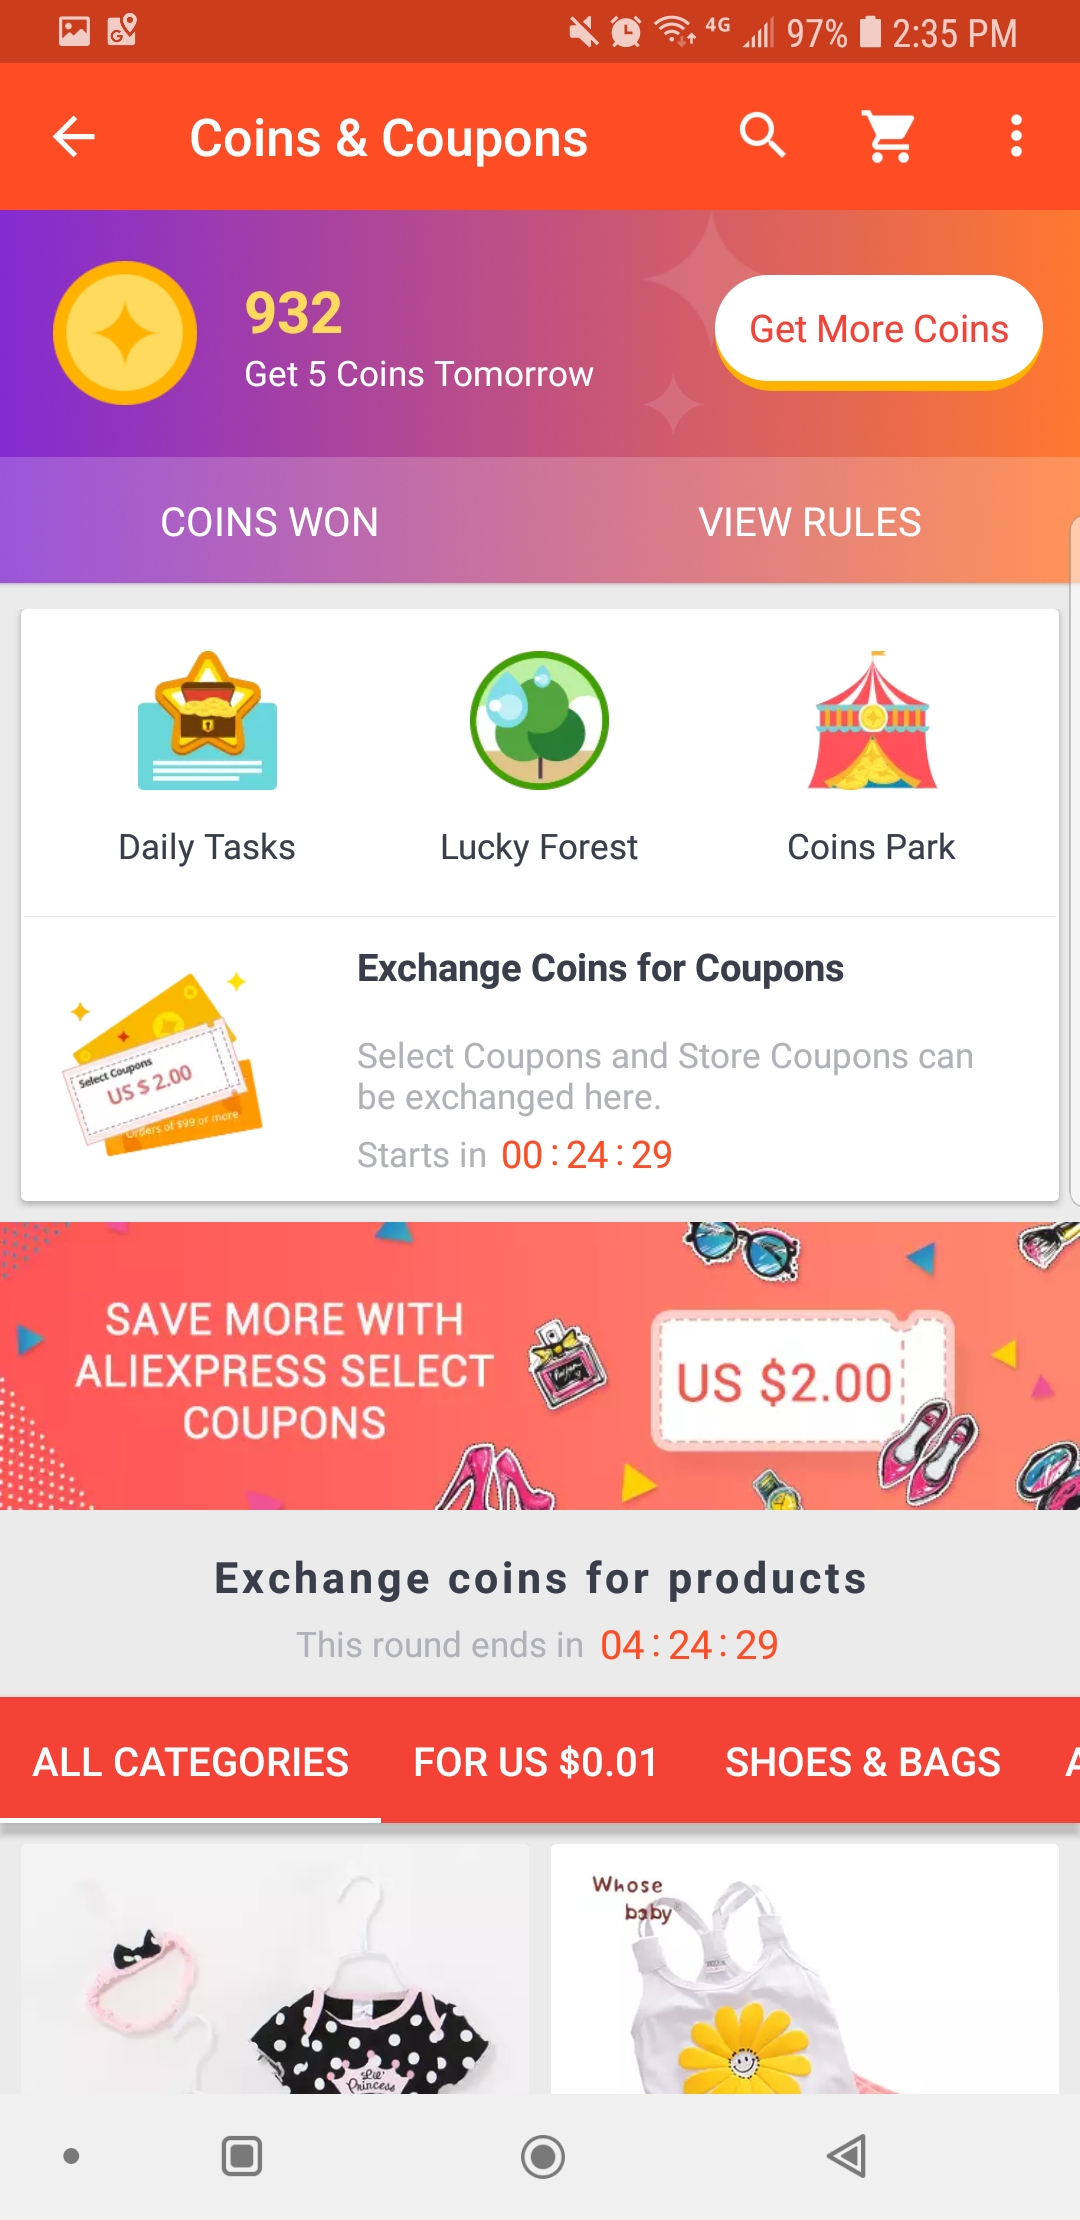 4G 97% 2:35 PM
Coins & Coupons
932
Get 5 Coins Tomorrow
Get More Coins
COINS WON
VIEW RULES
Daily Tasks
Lucky Forest
Coins Park
Select Coupons
US $ 2.00
Orders of $99 or more
Exchange Coins for Coupons
Select Coupons and Store Coupons can
be exchanged here.
Starts in 00 : 24 : 29
SAVE MORE WITH
ALIEXPRESS SELECT
COUPONS
US $2.00
Exchange coins for products
This round ends in 04 : 24 : 29
ALL CATEGORIES
FOR US $0.01
SHOES & BAGS
A
Lil'
Princess
Whose
baby